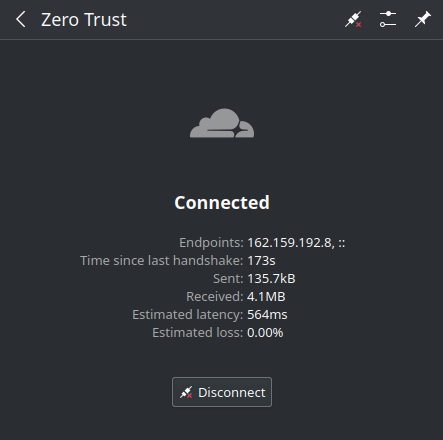 Zero Trust
Connected
Endpoints: 162.159.192.8, ::
Time since last handshake: 173s
Sent: 135.7kB
Received: 4.1MB
Estimated latency: 564ms
Estimated loss: 0.00%
Disconnect